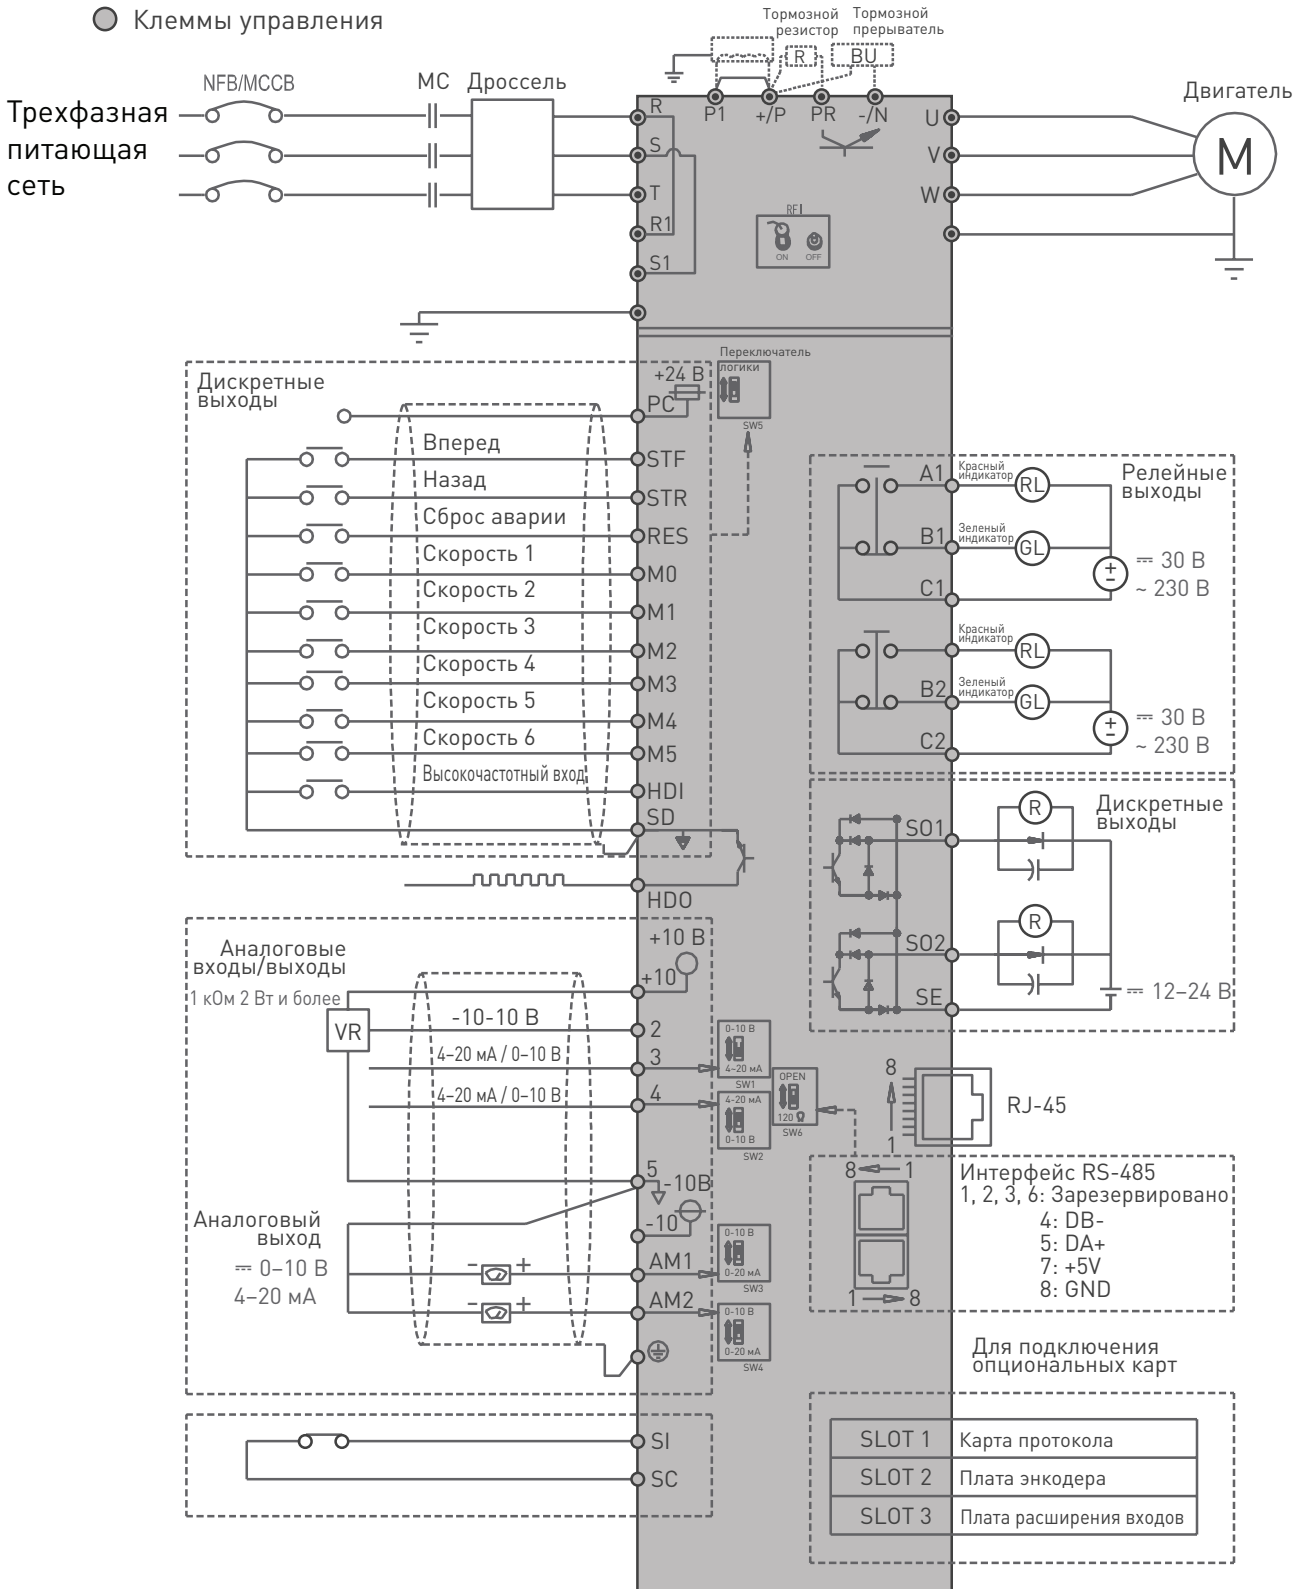 Клеммы управления
Тормозной
резистор
Тормозной
прерыватель
NFB/MCCB
MC
Дроссель
R
BU
Двигатель
Трехфазная
питающая
сеть
R
P1
+/P
PR
-/N
U
S
V
M
T
W
R1
RFI
ON
OFF
S1
Дискретные
выходы
+24 В
Переключатель
логики
PC
SW5
Вперед
STF
Назад
STR
Сброс аварии
RES
Скорость 1
M0
Скорость 2
M1
Скорость 3
M2
Скорость 4
M3
Скорость 5
M4
Скорость 6
M5
Высокочастотный вход
HDI
SD
HDO
A1
Красный
индикатор
RL
Релейные
выходы
B1
Зеленый
индикатор
GL
+
-
⎓ 30 В
~ 230 В
C1
Красный
индикатор
RL
B2
Зеленый
индикатор
GL
+
-
⎓ 30 В
~ 230 В
C2
R
Дискретные
выходы
SO1
R
SO2
SE
⎓ 12–24 В
Аналоговые
входы/выходы
1 кОм 2 Вт и более
+10 В
+10
VR
-10-10 В
2
4–20 мА / 0–10 В
3
4–20 мА / 0–10 В
4
0-10 В
4–20 мА
SW1
4-20 мА
0-10 В
SW2
OPEN
120 Ω
SW6
8
1
RJ-45
5
-10В
-10
Аналоговый
выход
⎓ 0–10 В
4–20 мА
- +
AM1
- +
AM2
0-10 В
0-20 мА
SW3
0-10 В
0-20 мА
SW4
8 1
1 8
Интерфейс RS-485
1, 2, 3, 6: Зарезервировано
4: DB-
5: DA+
7: +5V
8: GND
Для подключения
опциональных карт
SI
SC
SLOT 1 Карта протокола
SLOT 2 Плата энкодера
SLOT 3 Плата расширения входов